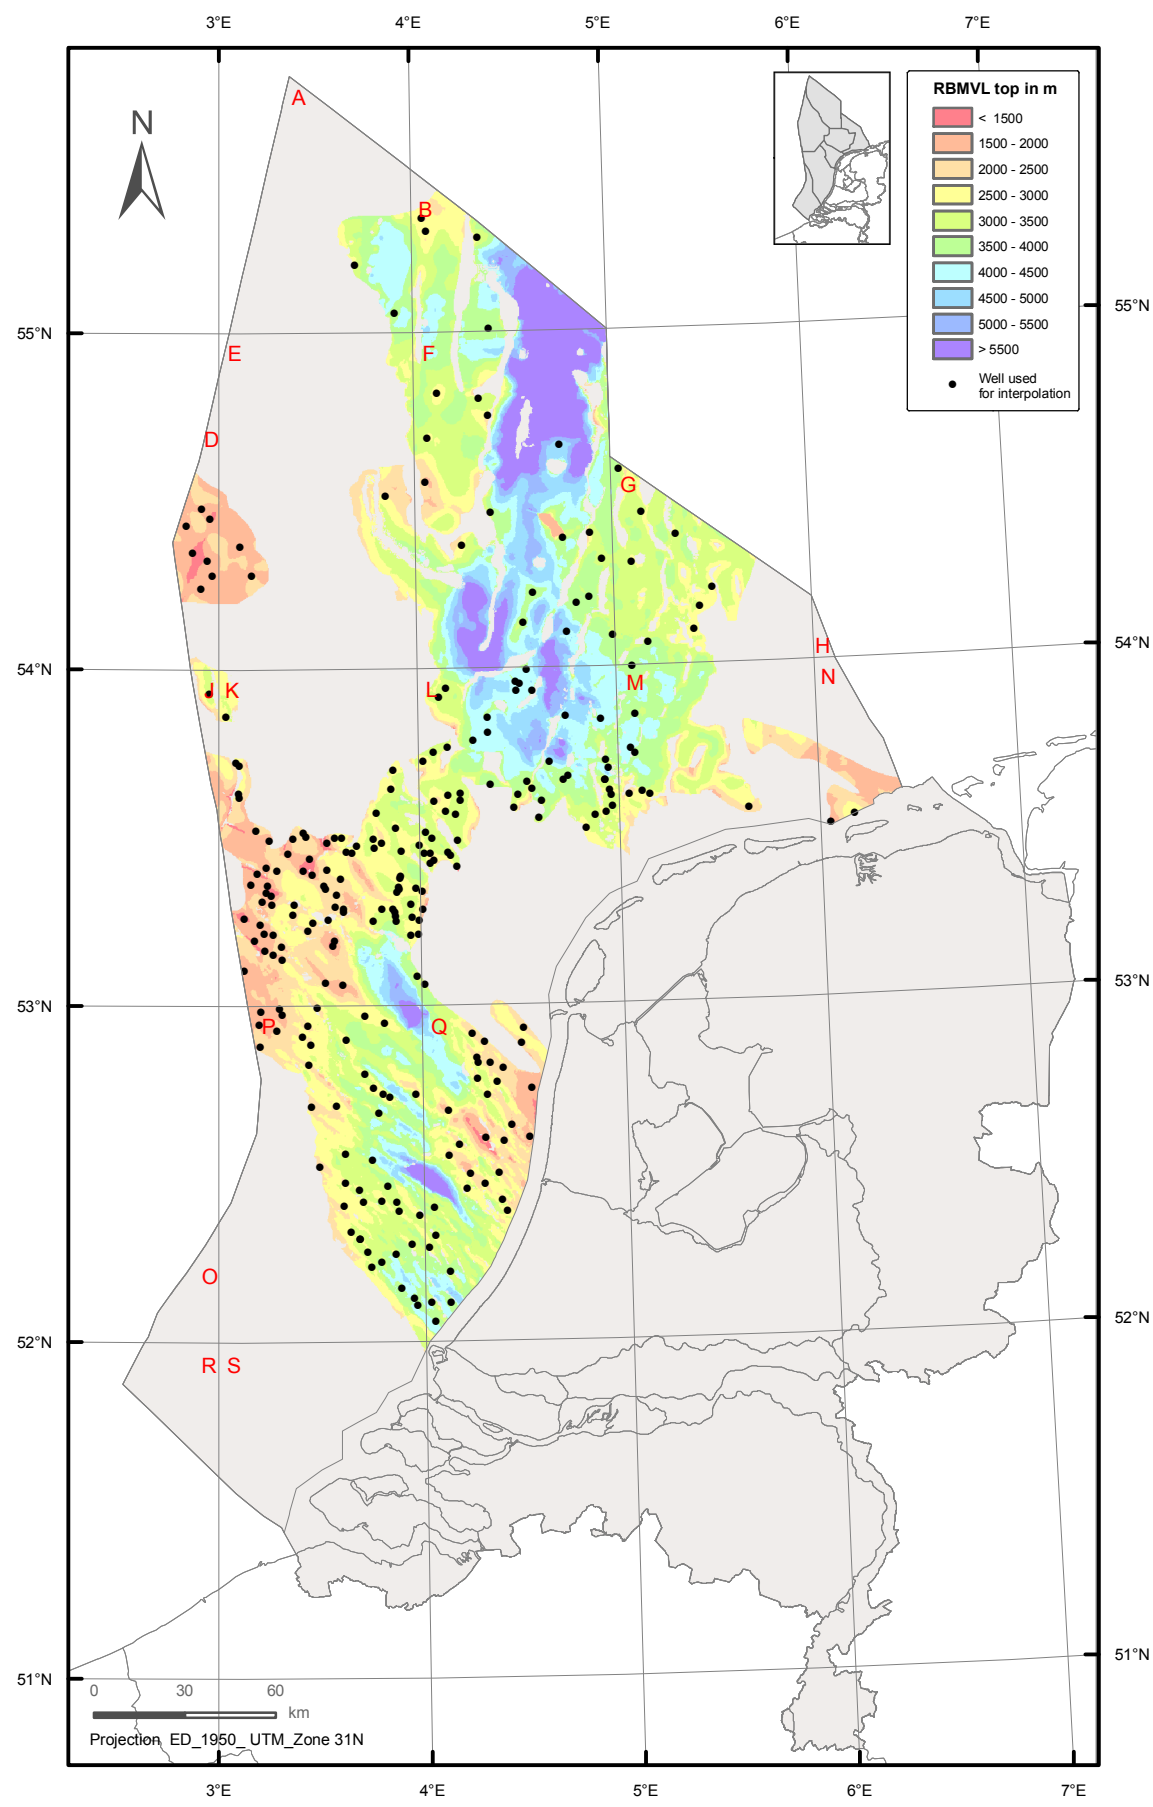 3°E 4°E 5°E 6°E 7°E
RBMVL top in m
< 1500
1500 - 2000
2000 - 2500
2500 - 3000
3000 - 3500
3500 - 4000
4000 - 4500
4500 - 5000
5000 - 5500
> 5500
Well used
for interpolation
N
A
B
55°N 55°N
E F
D
G
54°N 54°N
H
J K L M N
53°N 53°N
P Q
O
52°N 52°N
R S
51°N 51°N
0 30 60
km
Projection ED_1950_ UTM_Zone 31N
3°E 4°E 5°E 6°E 7°E